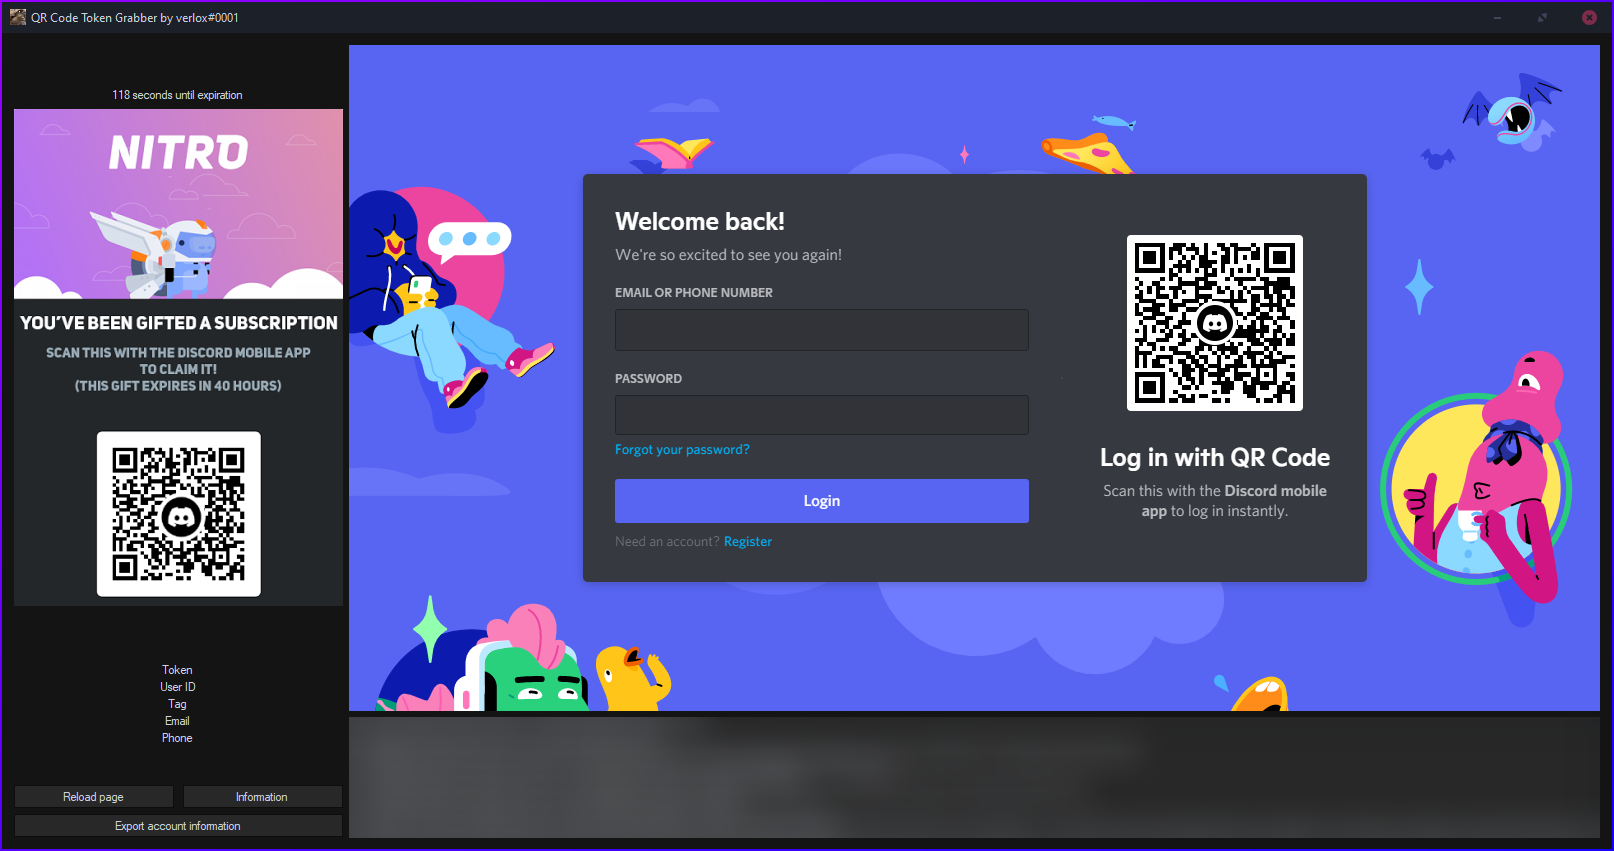 QR Code Token Grabber by verlox#0001
118 seconds until expiration
NITRO
YOU'VE BEEN GIFTED A SUBSCRIPTION
SCAN THIS WITH THE DISCORD MOBILE APP
TO CLAIM IT!
(THIS GIFT EXPIRES IN 40 HOURS)
Token
User ID
Tag
Email
Phone
Reload page
Information
Export account information
Welcome back!
We're so excited to see you again!
EMAIL OR PHONE NUMBER
PASSWORD
Forgot your password?
Login
Need an account? Register
Log in with QR Code
Scan this with the Discord mobile
app to log in instantly.